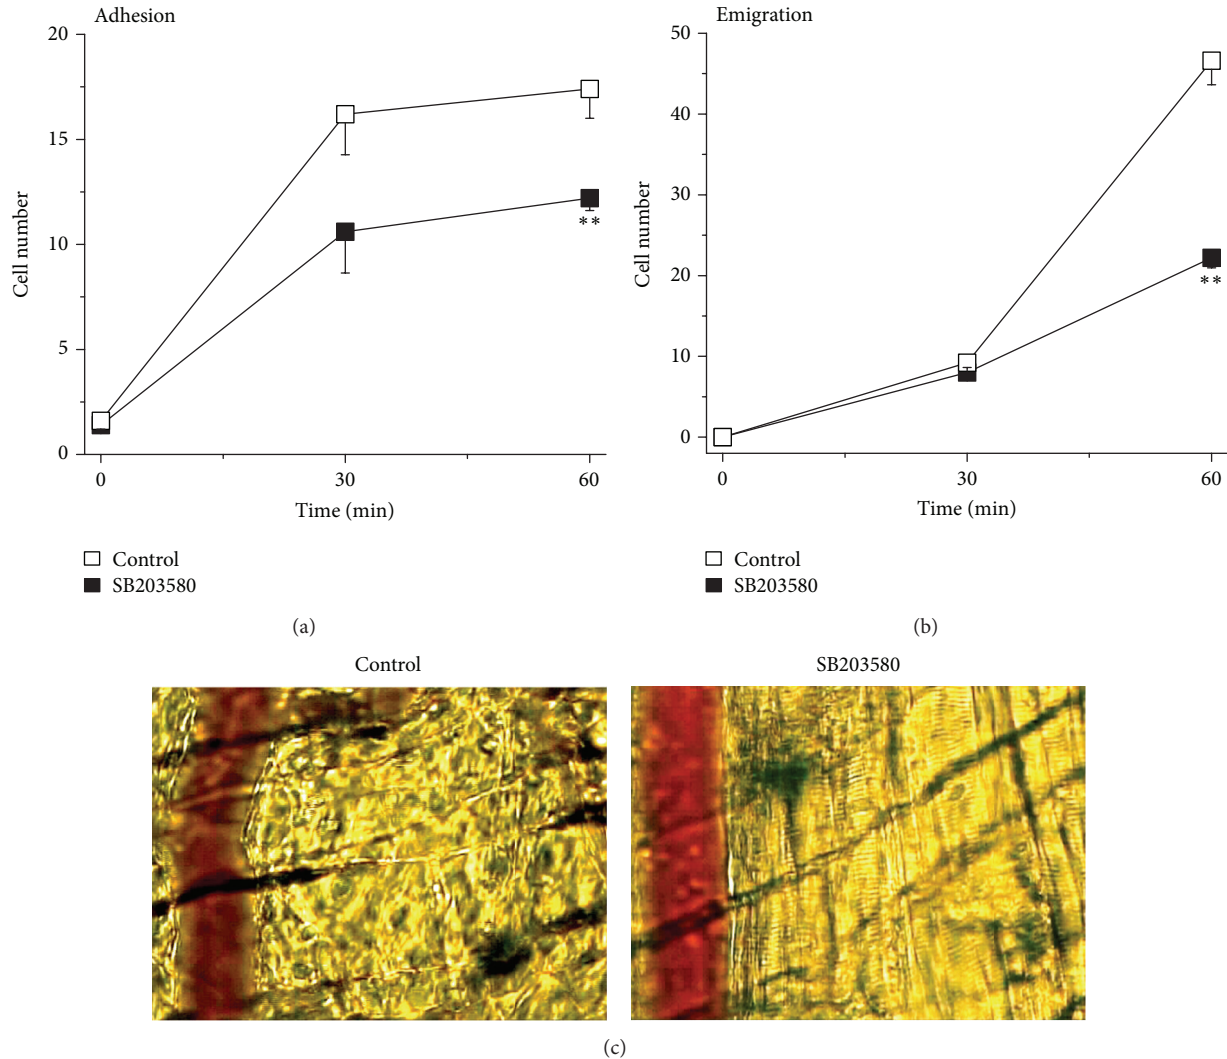 Adhesion
20
15
10
5
0
Cell number
0 30 60
Time (min)
**
Control
SB203580
(a)
Emigration
50
40
30
20
10
0
Cell number
0 30 60
Time (min)
**
Control
SB203580
(b)
Control
SB203580
(c)